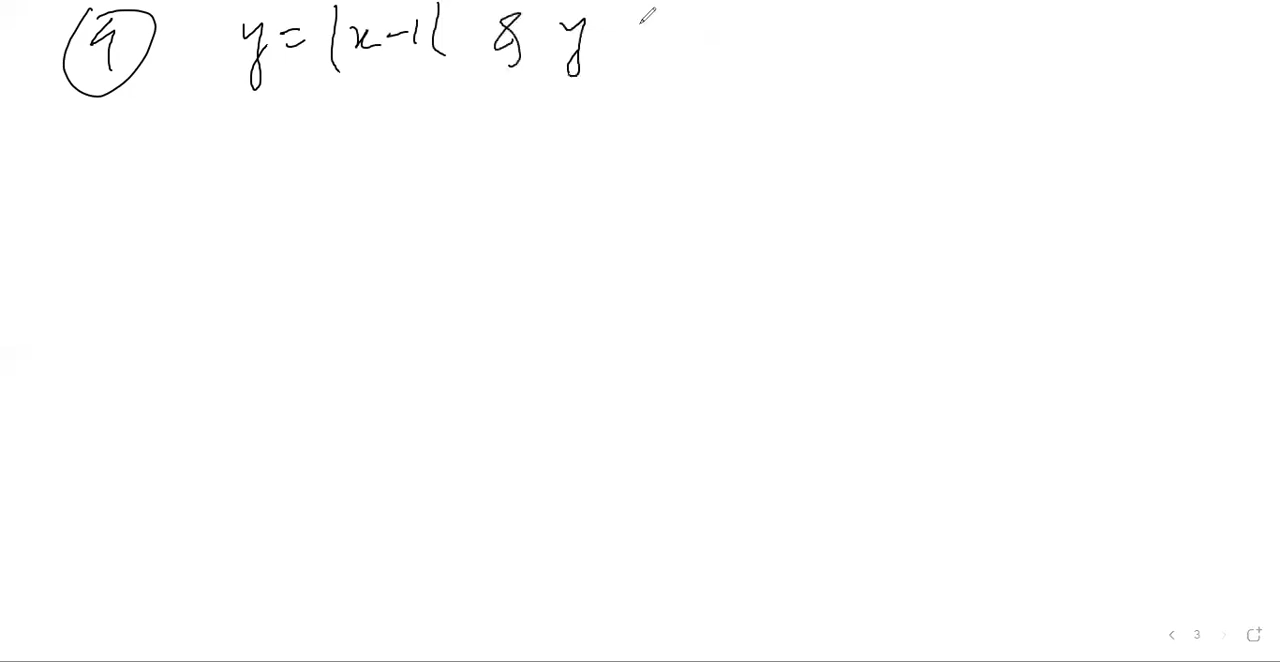 ④ y = |x-1| & y
3